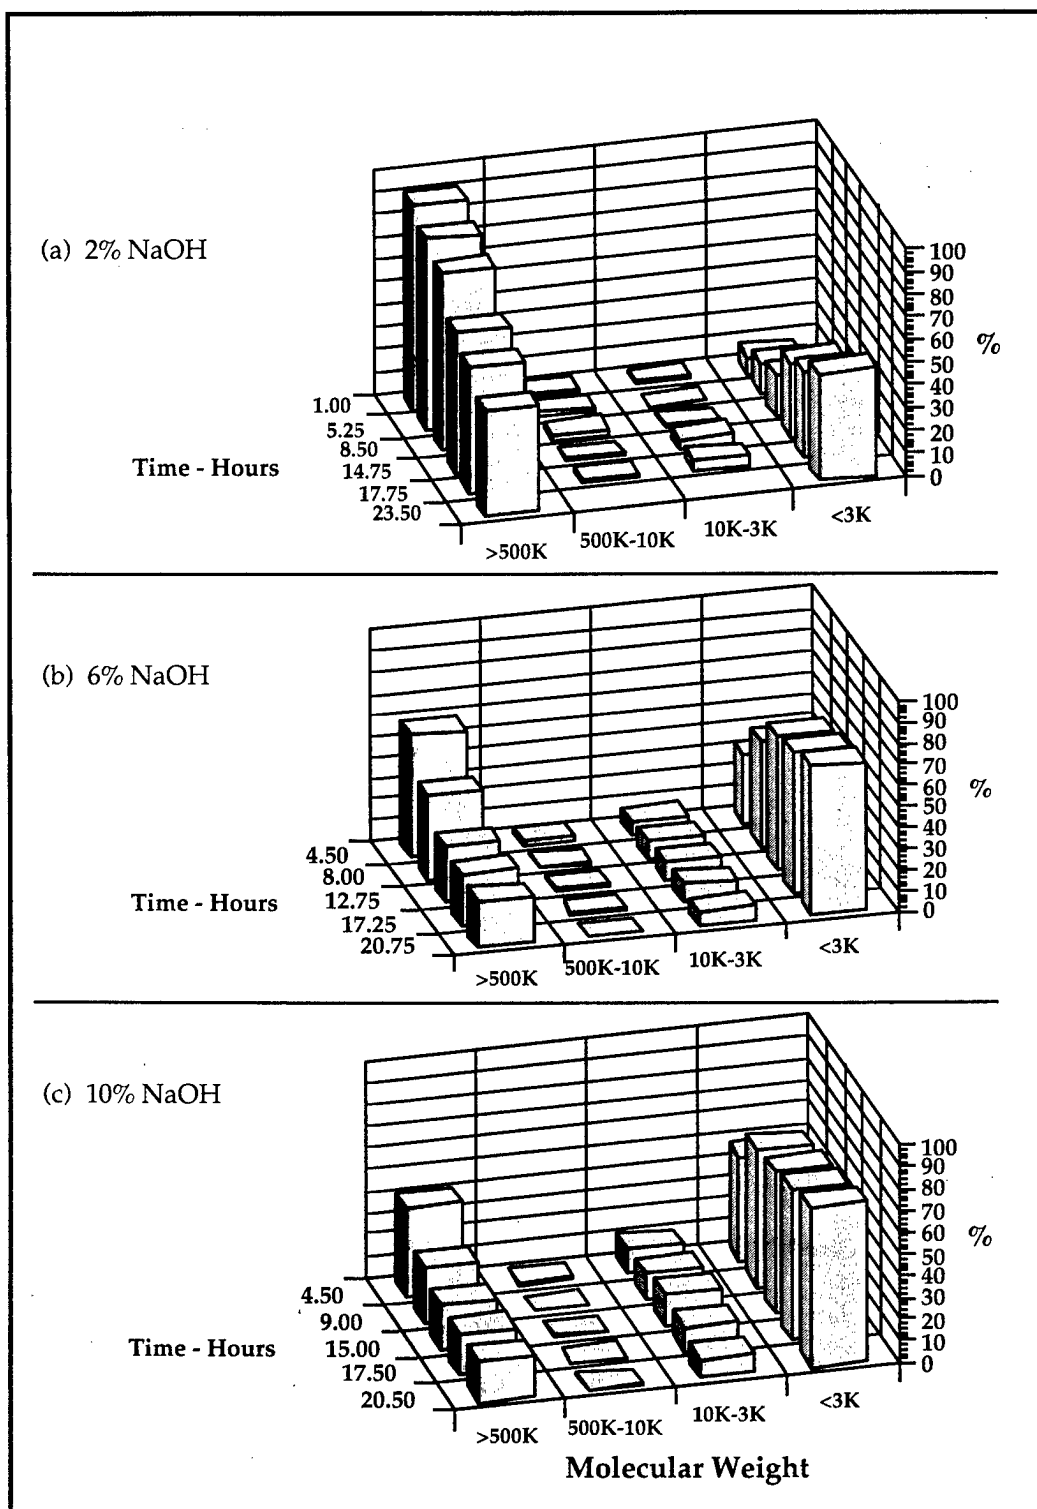 (a) 2% NaOH
100
90
80
70
60
50
40
30
20
10
0
%
1.00
5.25
8.50
14.75
17.75
23.50
Time - Hours
>500K
500K-10K
10K-3K
<3K
(b) 6% NaOH
100
90
80
70
60
50
40
30
20
10
0
%
4.50
8.00
12.75
17.25
20.75
Time - Hours
>500K
500K-10K
10K-3K
<3K
(c) 10% NaOH
100
90
80
70
60
50
40
30
20
10
0
%
4.50
9.00
15.00
17.50
20.50
Time - Hours
>500K
500K-10K
10K-3K
<3K
Molecular Weight